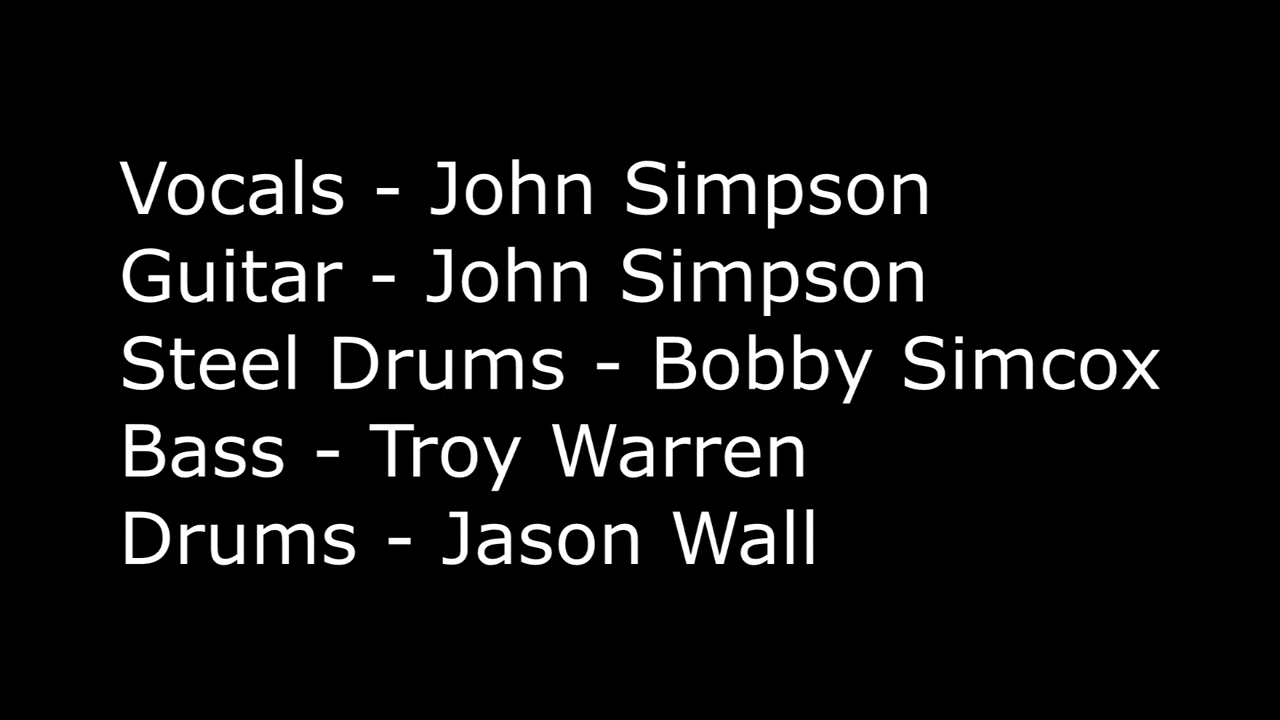 Vocals - John Simpson
Guitar - John Simpson
Steel Drums - Bobby Simcox
Bass - Troy Warren
Drums - Jason Wall